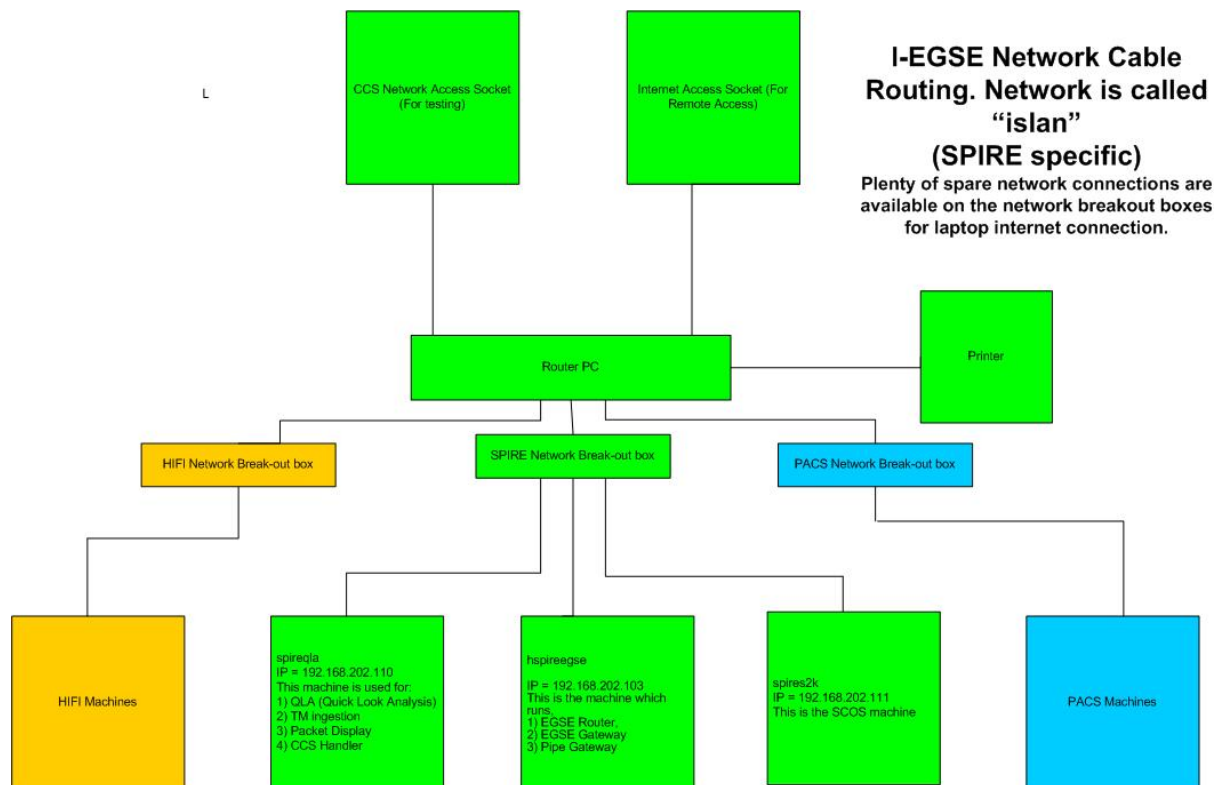 I-EGSE Network Cable
Routing. Network is called
“islan”
(SPIRE specific)
Plenty of spare network connections are
available on the network breakout boxes
for laptop internet connection.
L
CCS Network Access Socket
(For testing)
Internet Access Socket (For
Remote Access)
Router PC
Printer
HIFI Network Break-out box
SPIRE Network Break-out box
PACS Network Break-out box
HIFI Machines
spireqla
IP = 192.168.202.110
This machine is used for:
1) QLA (Quick Look Analysis)
2) TM ingestion
3) Packet Display
4) CCS Handler
hspireegse
IP = 192.168.202.103
This is the machine which
runs,
1) EGSE Router,
2) EGSE Gateway
3) Pipe Gateway
spires2k
IP = 192.168.202.111
This is the SCOS machine
PACS Machines